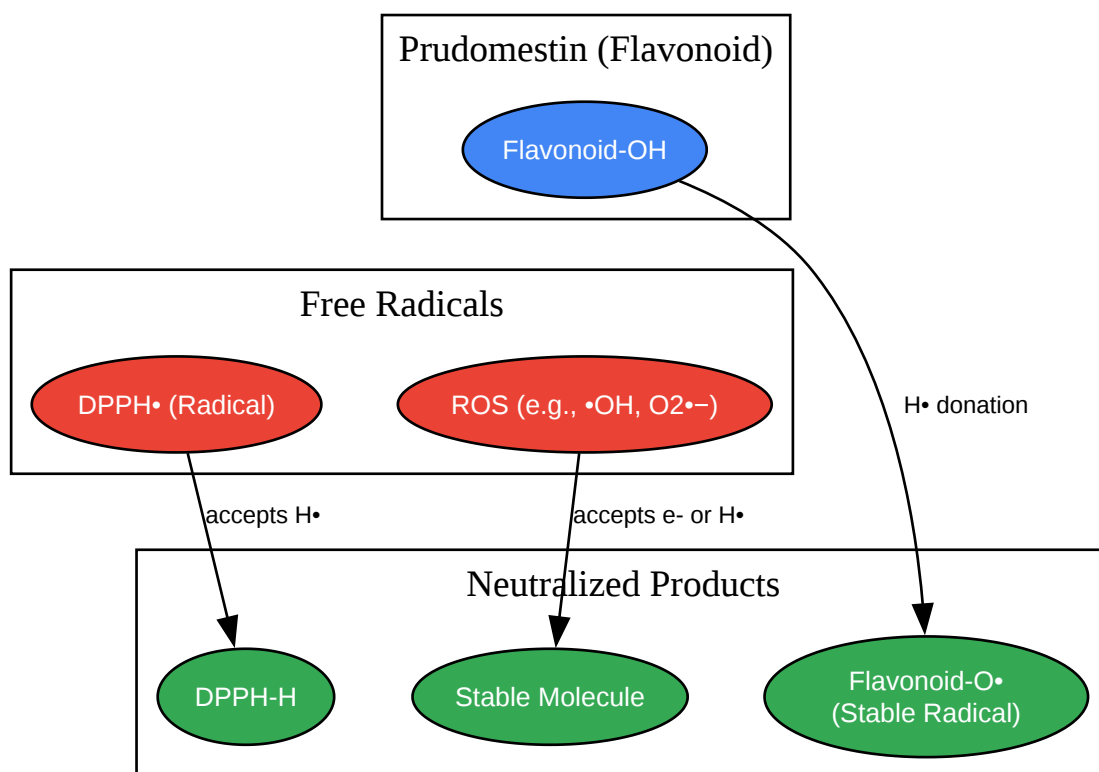 Prudomestin (Flavonoid)
Flavonoid-OH
Free Radicals
DPPH• (Radical)
ROS (e.g., •OH, O2•−)
H• donation
accepts H•
accepts e- or H•
Neutralized Products
DPPH-H
Stable Molecule
Flavonoid-O•
(Stable Radical)